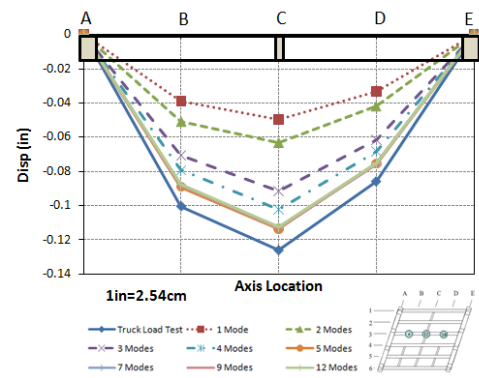 A B C D E
0
-0.02
-0.04
-0.06
-0.08
-0.1
-0.12
-0.14
Disp (in)
1in=2.54cm
Axis Location
Truck Load Test 1 Mode 2 Modes
3 Modes 4 Modes 5 Modes
7 Modes 9 Modes 12 Modes
A B C D E
1
2
3
4
5
6